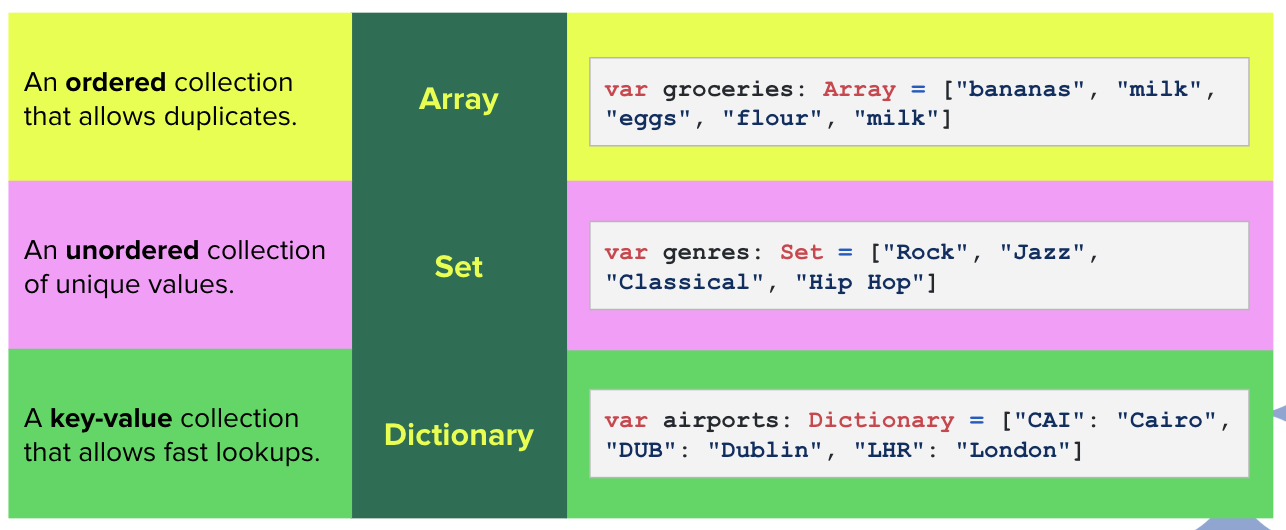 An ordered collection
that allows duplicates.
Array
var groceries: Array = ["bananas", "milk",
"eggs", "flour", "milk"]
An unordered collection
of unique values.
Set
var genres: Set = ["Rock", "Jazz",
"Classical", "Hip Hop"]
A key-value collection
that allows fast lookups.
Dictionary
var airports: Dictionary = ["CAI": "Cairo",
"DUB": "Dublin", "LHR": "London"]